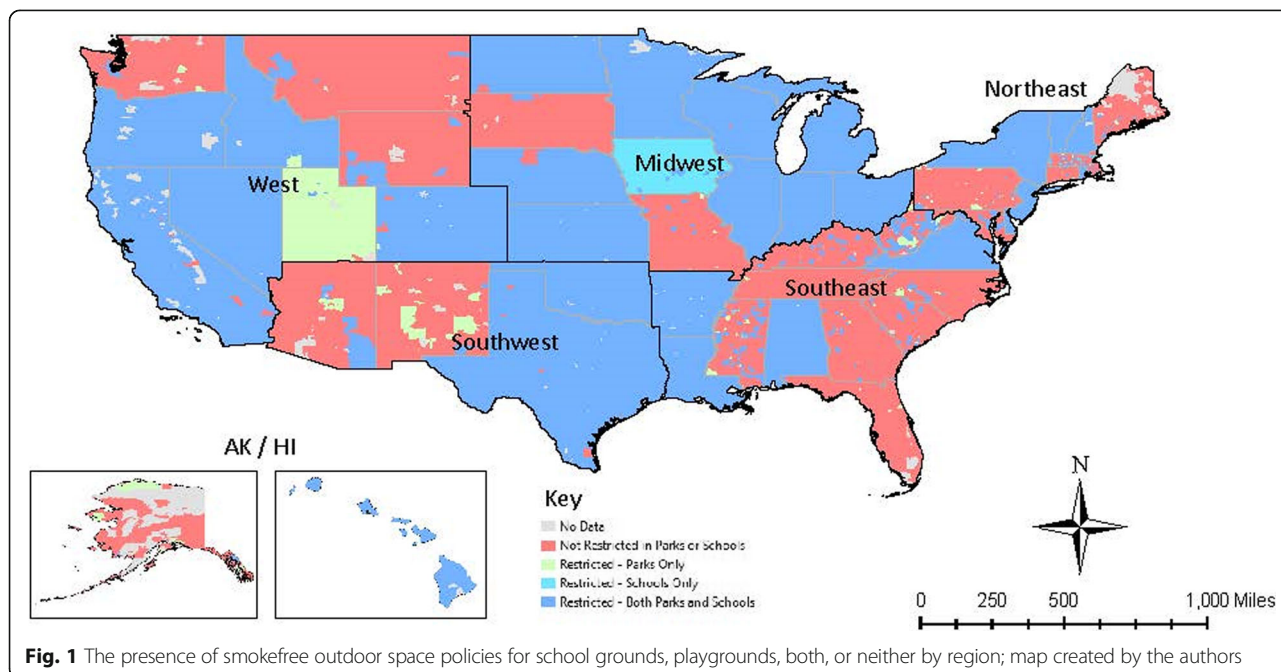 Northeast
Midwest
West
Southeast
Southwest
AK / HI
Key
No Data
Not Restricted in Parks or Schools
Restricted - Parks Only
Restricted - Schools Only
Restricted - Both Parks and Schools
N
0 250 500 1,000 Miles
Fig. 1 The presence of smokefree outdoor space policies for school grounds, playgrounds, both, or neither by region; map created by the authors